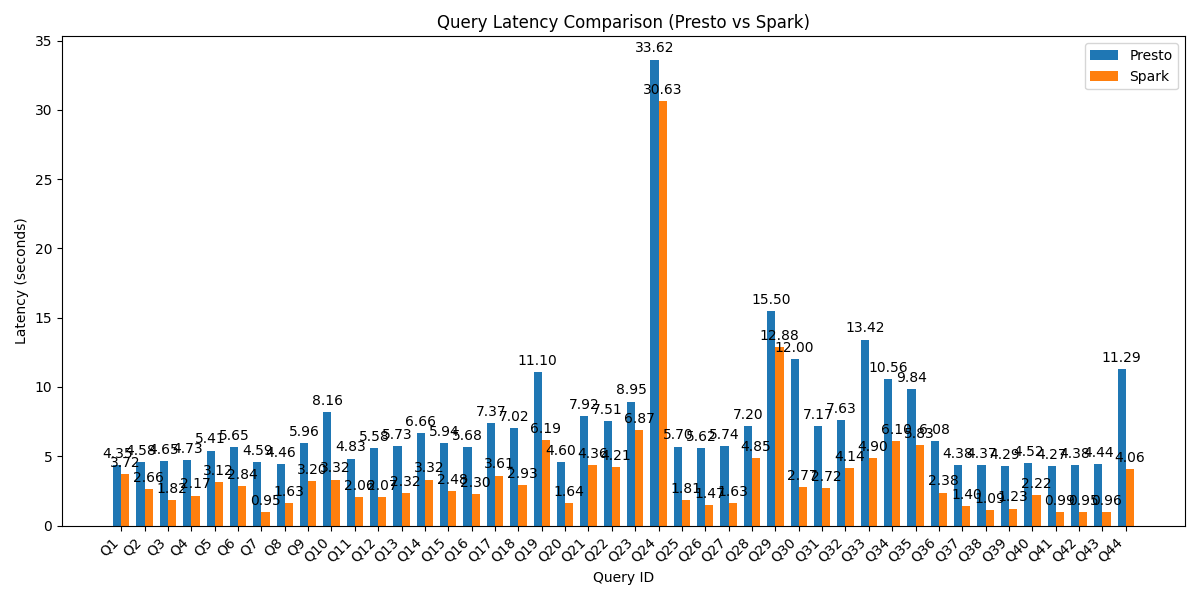 Query Latency Comparison (Presto vs Spark)
Presto
Spark
Latency (seconds)
35
30
25
20
15
10
5
0
4.35 4.58 4.65 4.73 5.41 5.65 4.59 4.46 5.96 8.16 4.83 5.58 5.73 6.66 5.94 5.68 7.37 7.02 11.10 4.60 7.92 7.51 8.95 33.62 5.70 5.62 5.74 7.20 15.50 12.00 7.17 7.63 13.42 10.56 9.84 6.08 4.38 4.37 4.29 4.52 4.27 4.38 4.44 11.29
3.72 2.66 1.82 2.17 3.12 2.84 0.95 1.63 3.20 3.32 2.06 2.07 2.32 3.32 2.48 2.30 3.61 2.93 6.19 1.64 4.36 4.21 6.87 30.63 1.81 1.47 1.63 4.85 12.88 2.77 2.72 4.14 4.90 6.10 5.83 2.38 1.40 1.09 1.23 2.22 0.99 0.95 0.96 4.06
Q1 Q2 Q3 Q4 Q5 Q6 Q7 Q8 Q9 Q10 Q11 Q12 Q13 Q14 Q15 Q16 Q17 Q18 Q19 Q20 Q21 Q22 Q23 Q24 Q25 Q26 Q27 Q28 Q29 Q30 Q31 Q32 Q33 Q34 Q35 Q36 Q37 Q38 Q39 Q40 Q41 Q42 Q43 Q44
Query ID